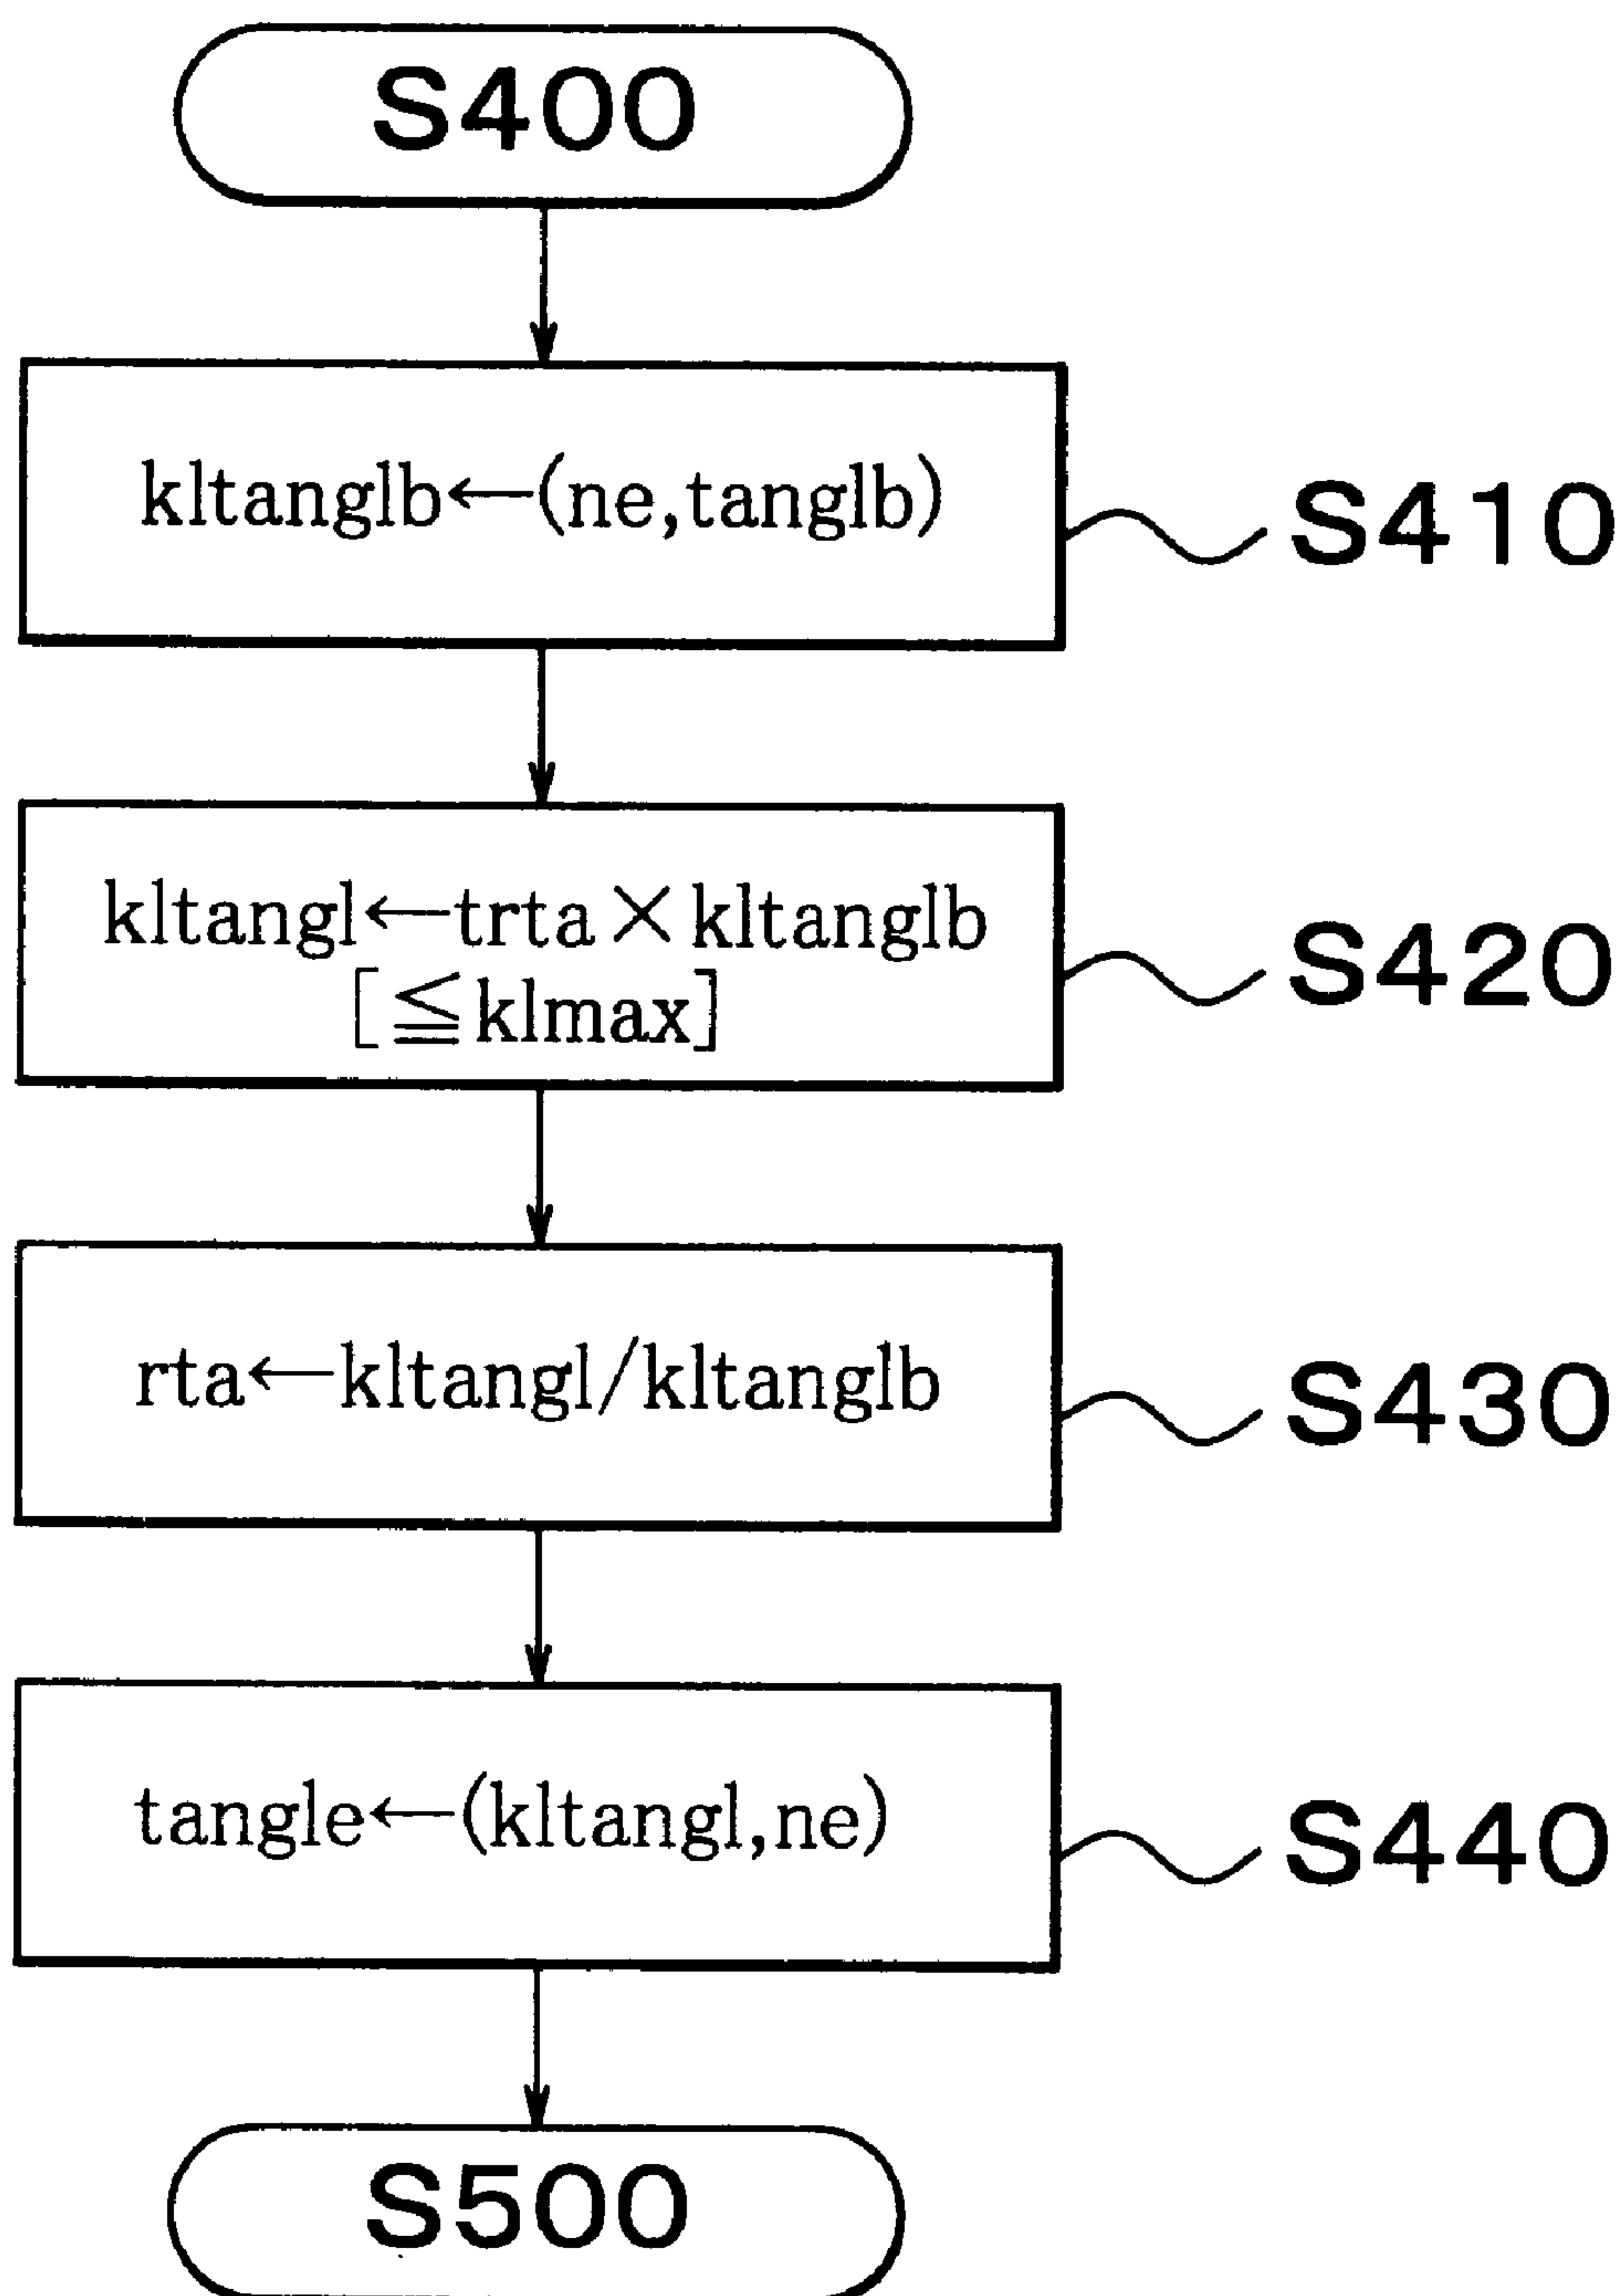 S400
kltanglb←(ne,tanglb)
S410
kltangl←trta×kltanglb
[≦klmax]
S420
rta←kltangl/kltanglb
S430
tangle←(kltangl,ne)
S440
S500